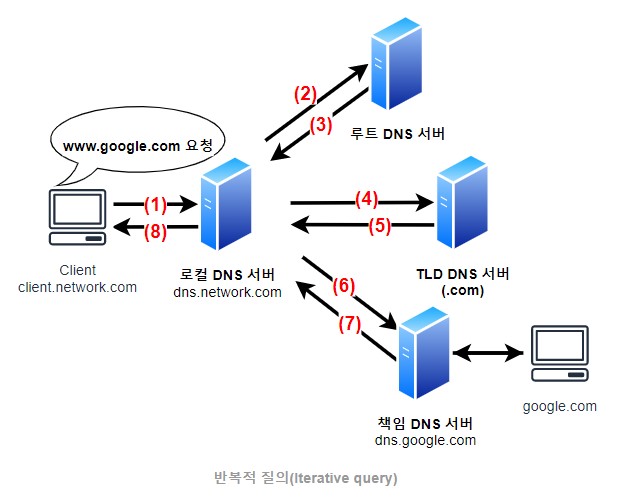 (2)
(3)
루트 DNS 서버
www.google.com 요청
(1)
(8)
Client
client.network.com
로컬 DNS 서버
dns.network.com
(4)
(5)
TLD DNS 서버
(.com)
(6)
(7)
책임 DNS 서버
dns.google.com
google.com
반복적 질의(Iterative query)